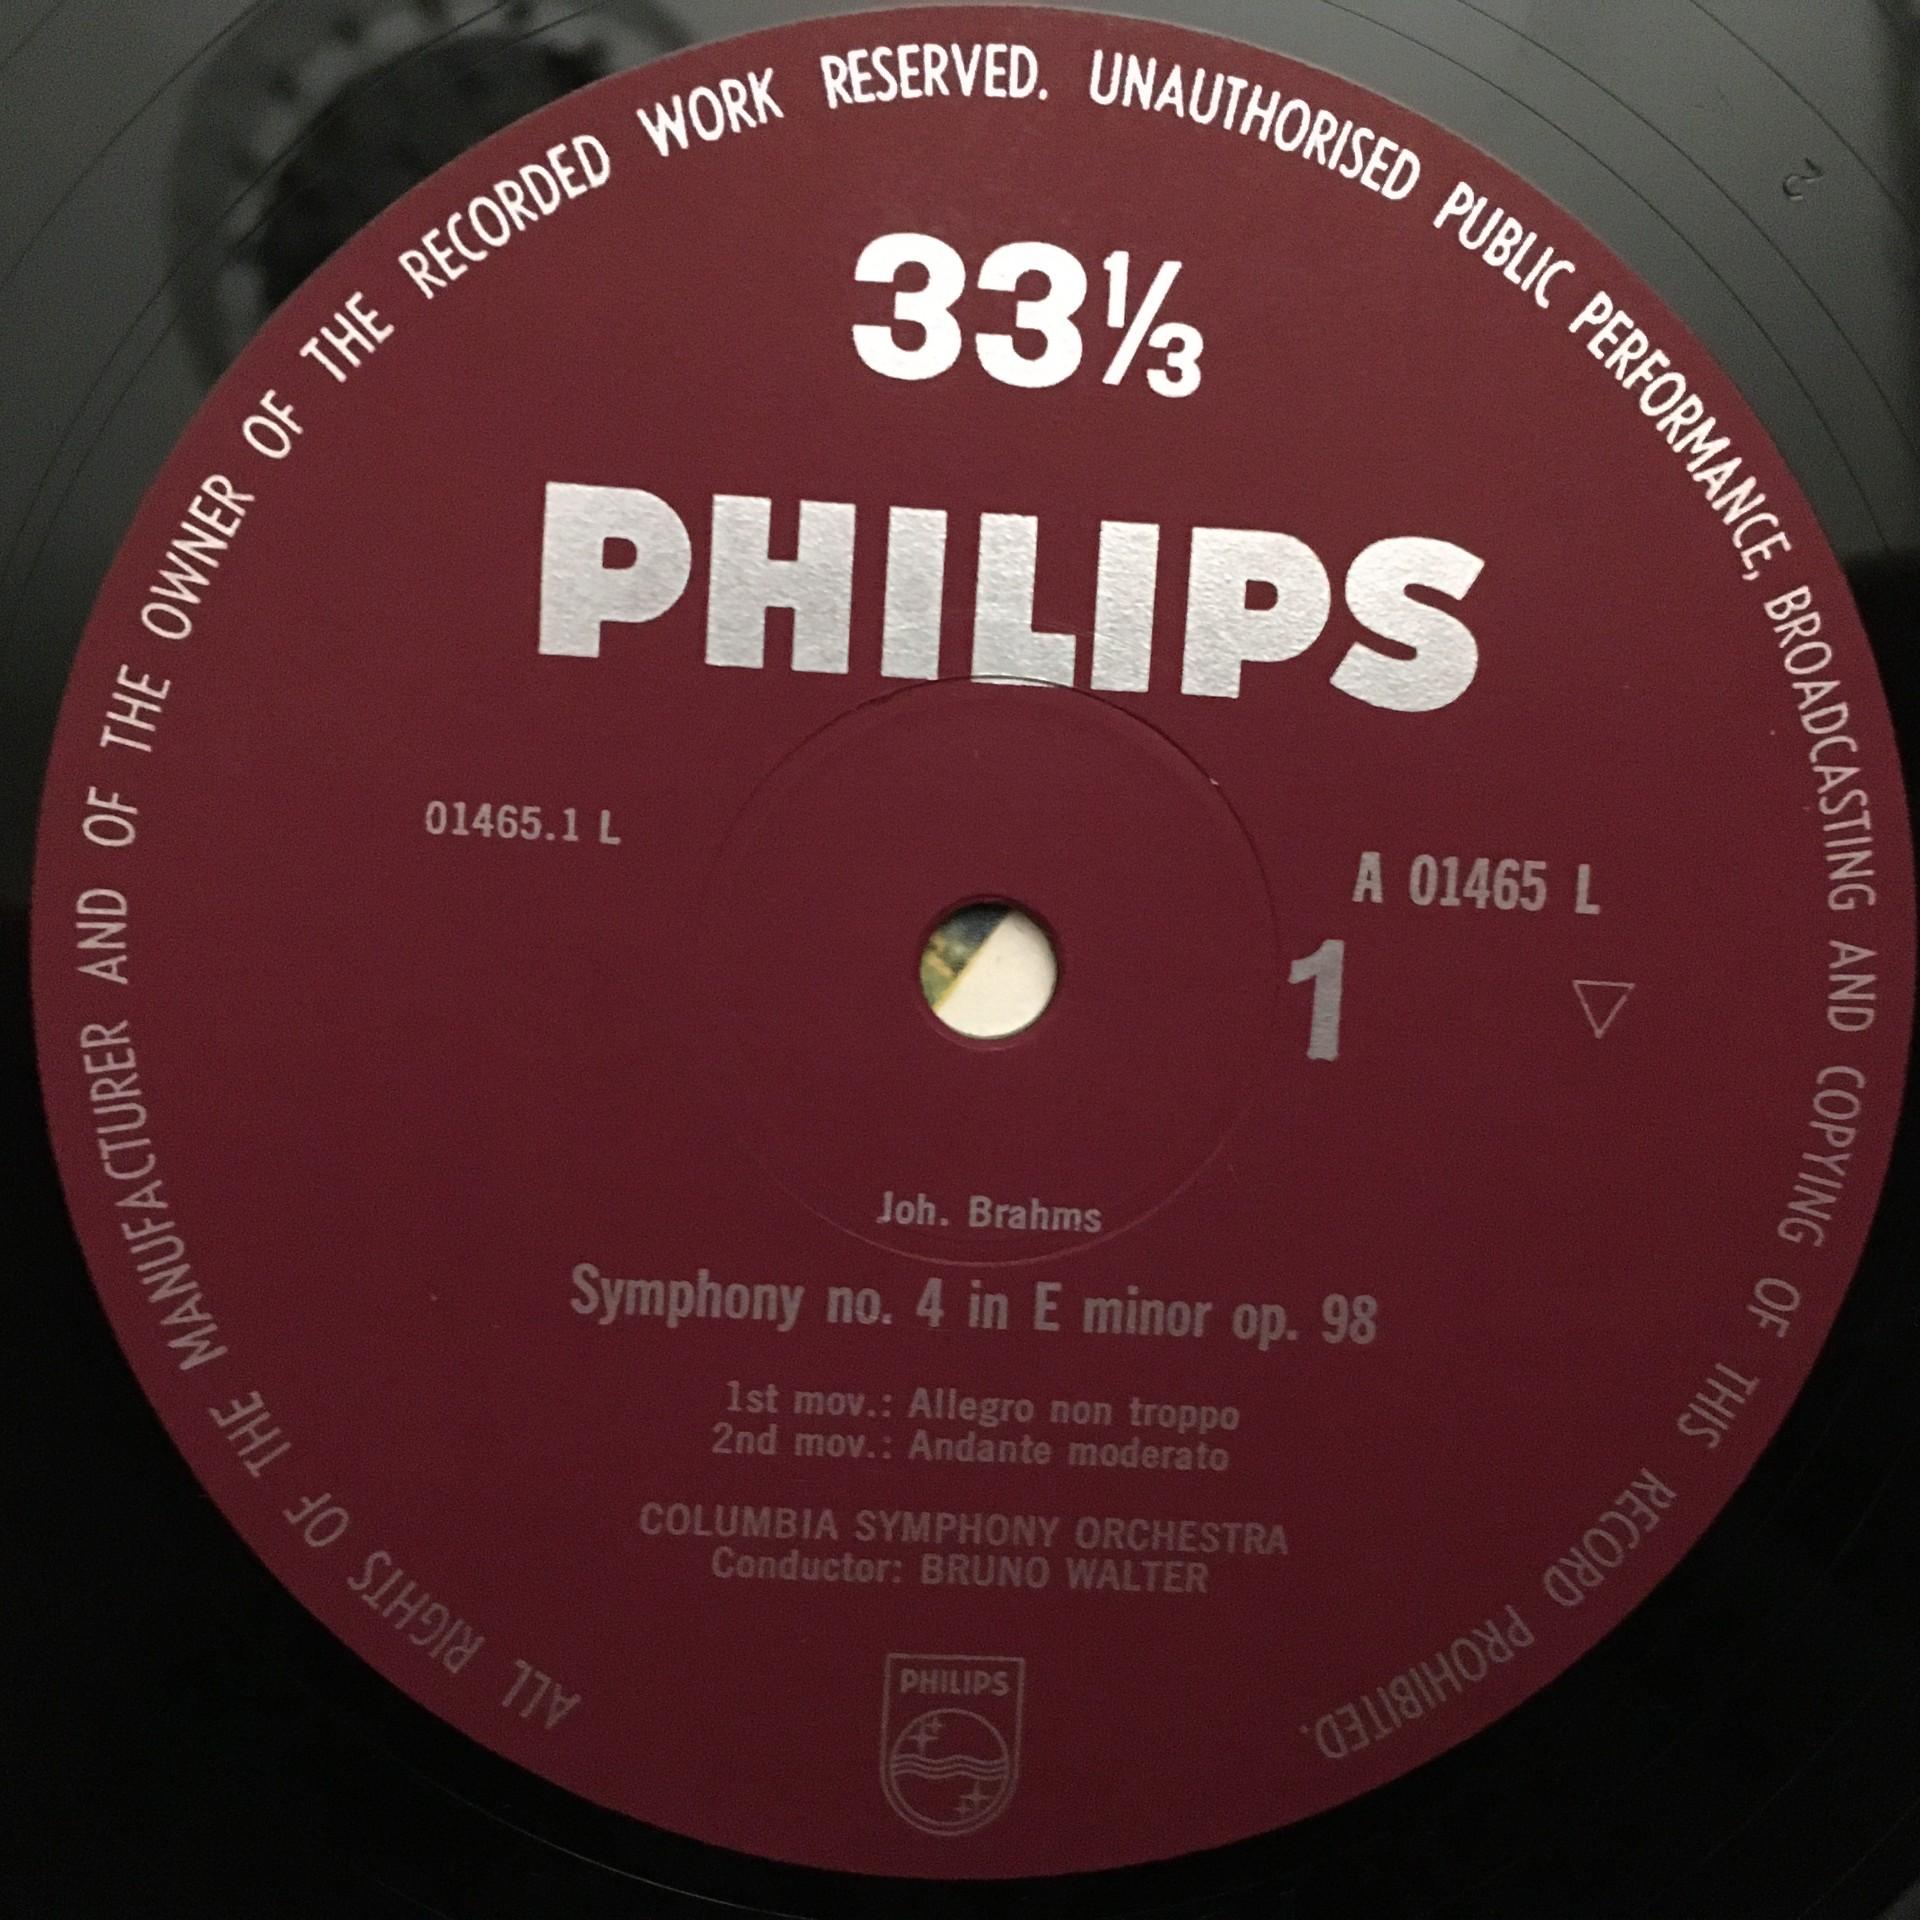 ALL RIGHTS OF THE MANUFACTURER AND OF THE OWNER OF THE RECORDED WORK RESERVED. UNAUTHORISED PUBLIC PERFORMANCE, BROADCASTING AND COPYING OF THIS RECORD PROHIBITED.
2
33⅓
PHILIPS
01465.1 L
A 01465 L
1
Joh. Brahms
Symphony no. 4 in E minor op. 98
1st mov.: Allegro non troppo
2nd mov.: Andante moderato
COLUMBIA SYMPHONY ORCHESTRA
Conductor: BRUNO WALTER
PHILIPS